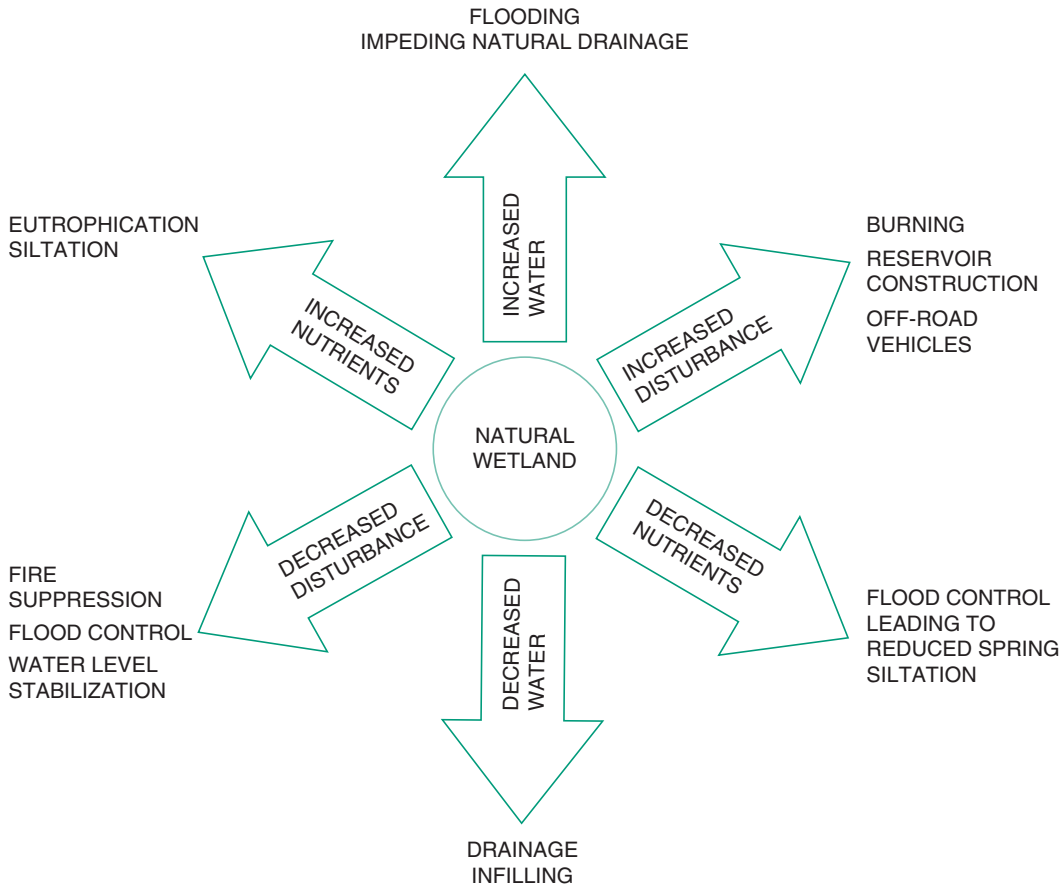 FLOODING
IMPEDING NATURAL DRAINAGE
EUTROPHICATION
SILTATION
INCREASED
NUTRIENTS
INCREASED
WATER
INCREASED
DISTURBANCE
BURNING
RESERVOIR
CONSTRUCTION
OFF-ROAD
VEHICLES
NATURAL
WETLAND
FIRE
SUPPRESSION
FLOOD CONTROL
WATER LEVEL
STABILIZATION
DECREASED
DISTURBANCE
DECREASED
WATER
DECREASED
NUTRIENTS
FLOOD CONTROL
LEADING TO
REDUCED SPRING
SILTATION
DRAINAGE
INFILLING